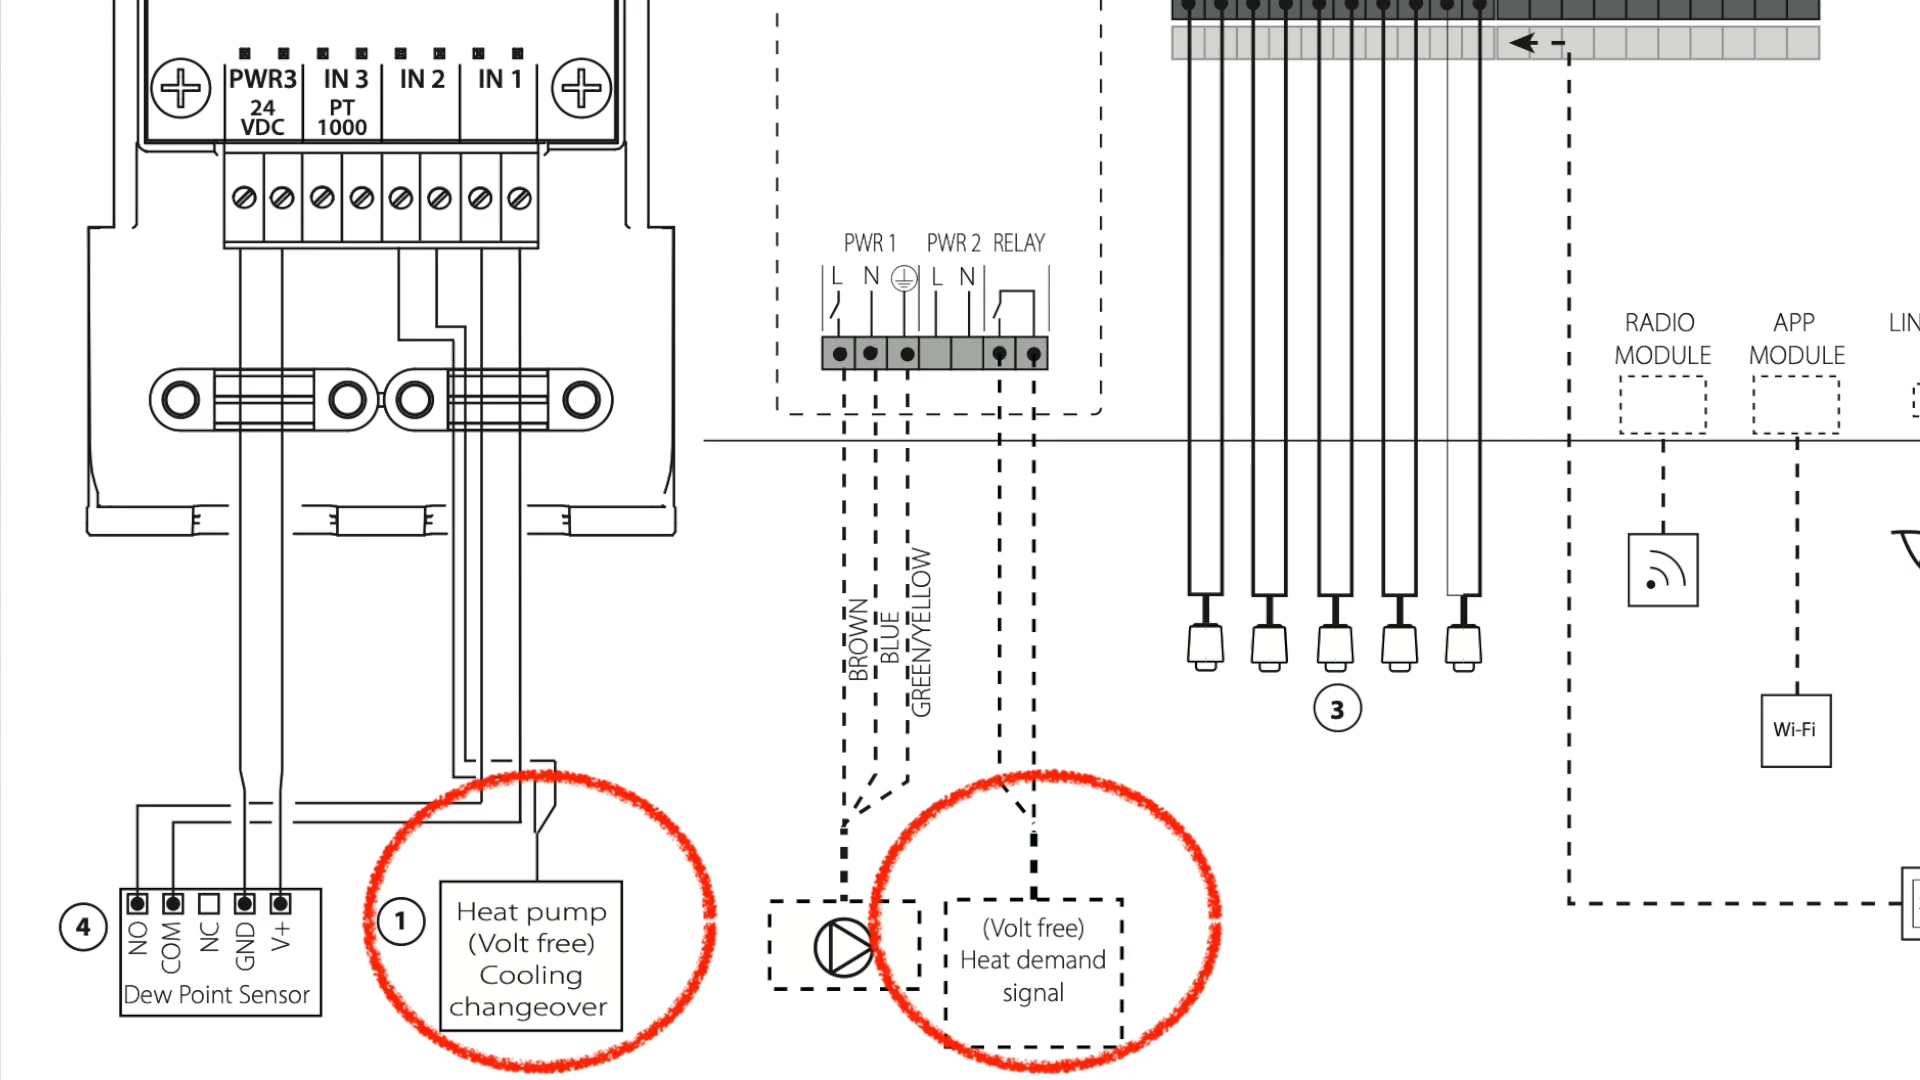 PWR3
24
VDC
IN 3
PT
1000
IN 2
IN 1
PWR 1
PWR 2
RELAY
L
N
L
N
RADIO
MODULE
APP
MODULE
LIN
BROWN
BLUE
GREEN/YELLOW
3
Wi-Fi
4
NO
COM
NC
GND
V+
Dew Point Sensor
1
Heat pump
(Volt free)
Cooling
changeover
(Volt free)
Heat demand
signal